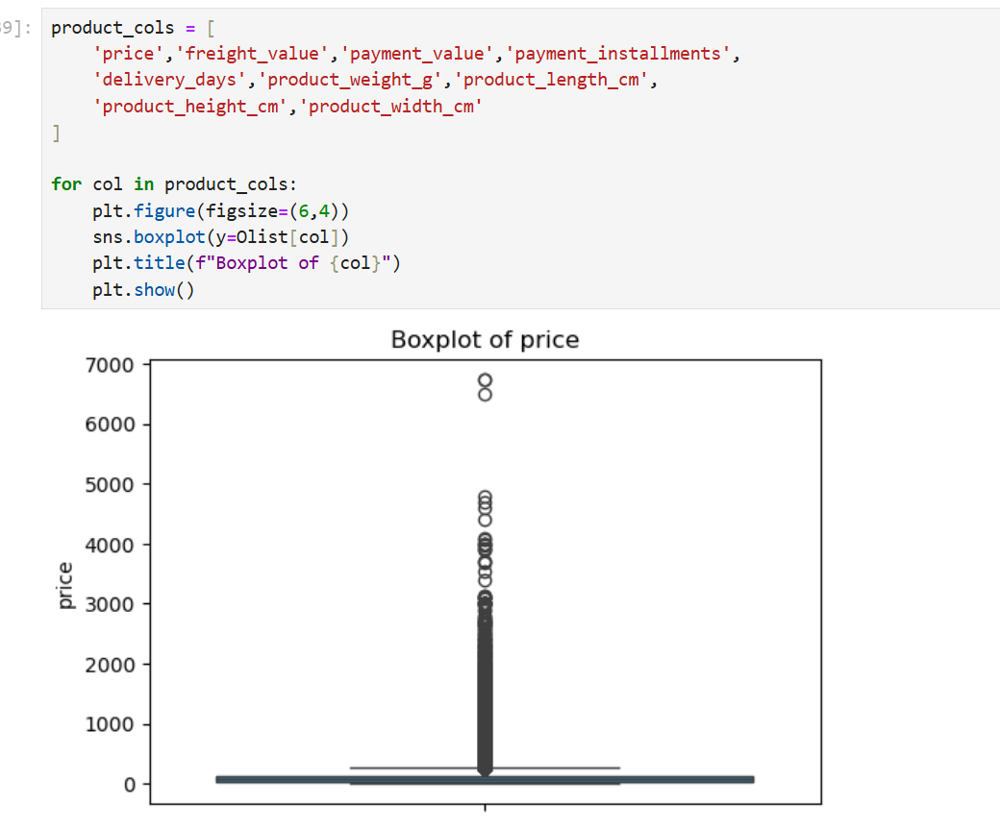 9]:
product_cols = [
    'price','freight_value','payment_value','payment_installments',
    'delivery_days','product_weight_g','product_length_cm',
    'product_height_cm','product_width_cm'
]
for col in product_cols:
    plt.figure(figsize=(6,4))
    sns.boxplot(y=Olist[col])
    plt.title(f"Boxplot of {col}")
    plt.show()
Boxplot of price
7000
6000
5000
4000
price
3000
2000
1000
0